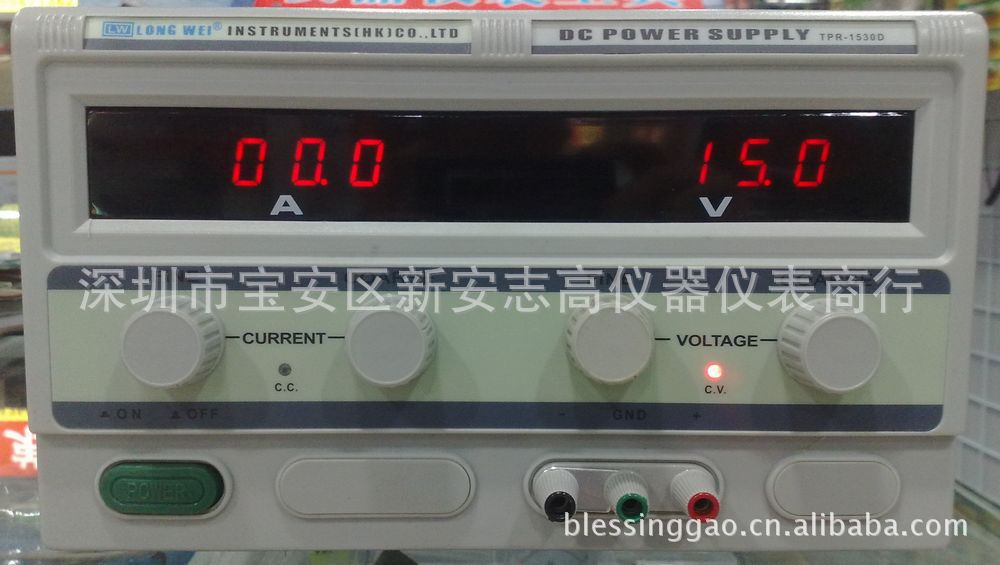 LW LONG WEI® INSTRUMENTS(HK)CO.,LTD
DC POWER SUPPLY TPR-1530D
00.0
A
15.0
V
深圳市宝安区新安志高仪器仪表商行
CURRENT
VOLTAGE
C.C.
C.V.
ON OFF
- GND +
POWER
blessinggao.cn.alibaba.com